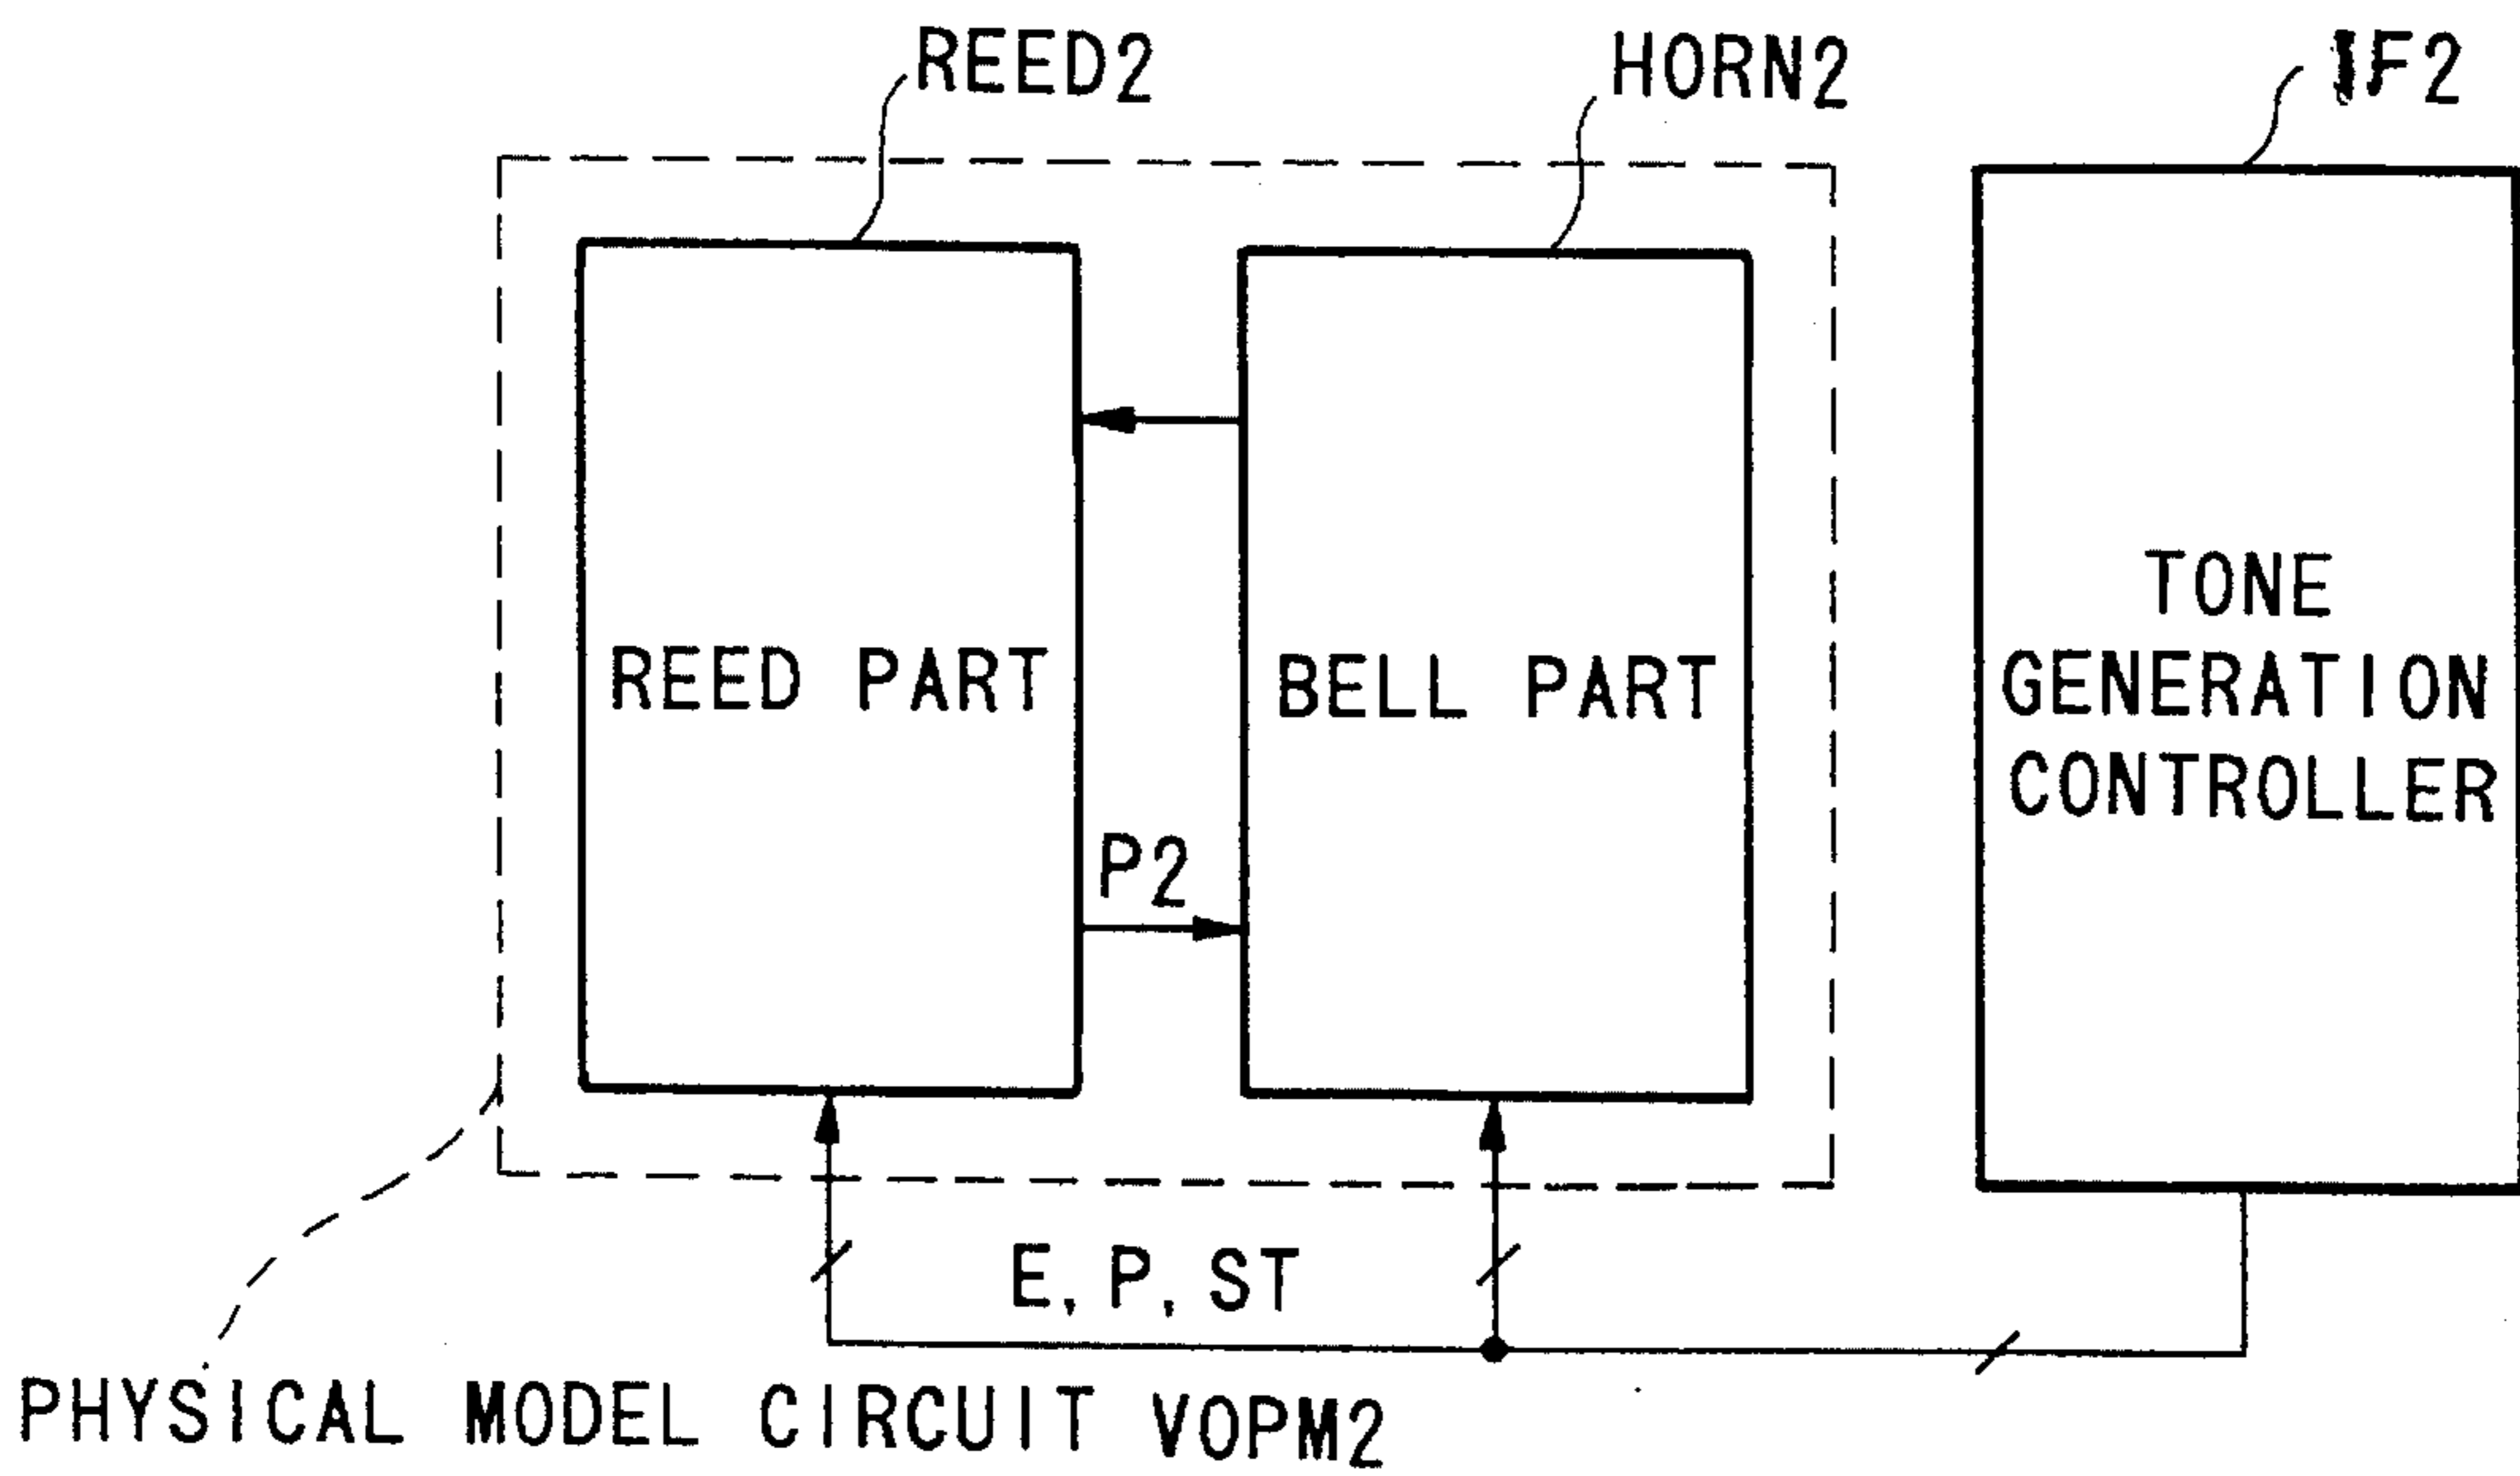 REED2
HORN2
IF2
REED PART
BELL PART
TONE
GENERATION
CONTROLLER
P2
E, P, ST
PHYSICAL MODEL CIRCUIT VOPM2